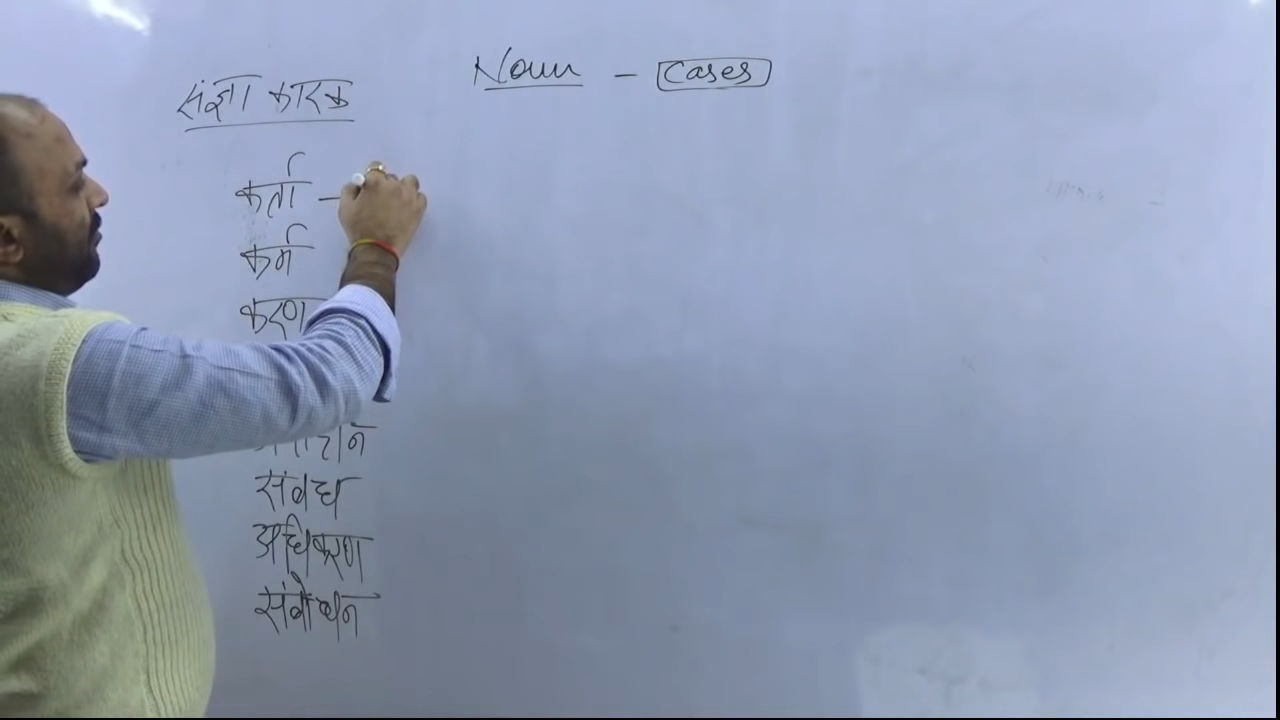 Noun - Cases
संज्ञा कारक
कर्ता -
कर्म
करण
संबंध
अधिकरण
संबोधन